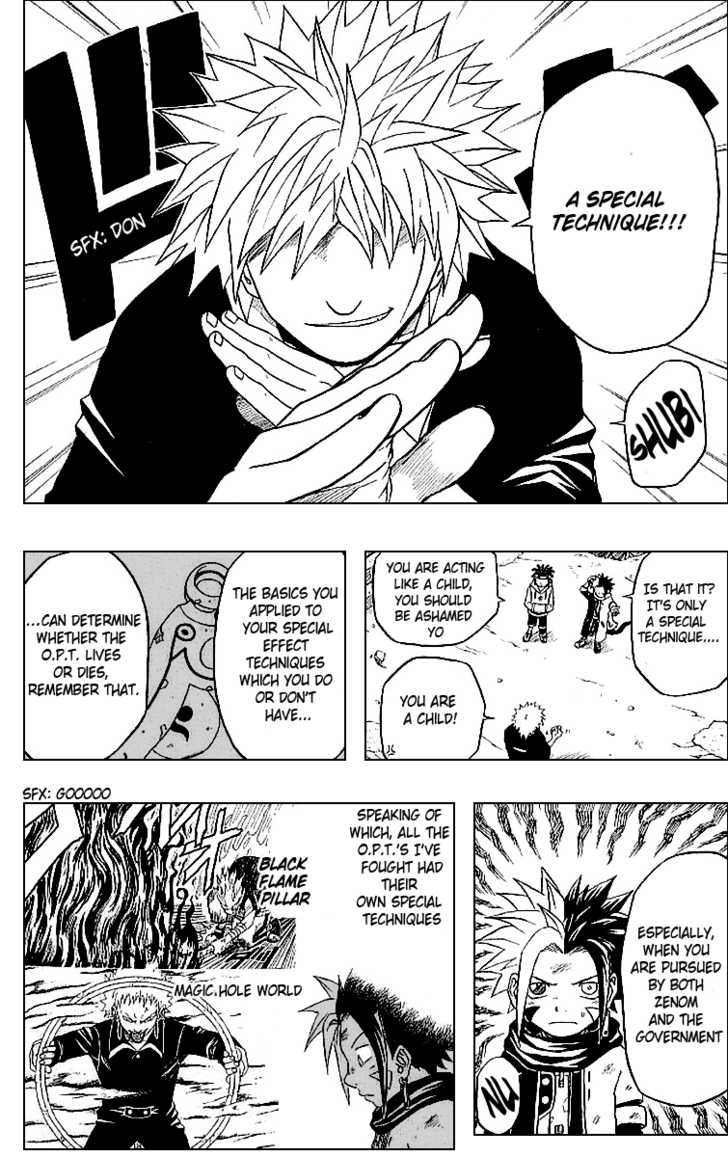 A SPECIAL
TECHNIQUE!!!
SFX: DON
SHUBI
IS THAT IT?
IT'S ONLY
A SPECIAL
TECHNIQUE....
YOU ARE ACTING
LIKE A CHILD,
YOU SHOULD
BE ASHAMED
YO
YOU ARE
A CHILD!
THE BASICS YOU
APPLIED TO
YOUR SPECIAL
EFFECT
TECHNIQUES
WHICH YOU DO
OR DON'T
HAVE...
...CAN DETERMINE
WHETHER THE
O.P.T. LIVES
OR DIES,
REMEMBER THAT.
ESPECIALLY,
WHEN YOU
ARE PURSUED
BY BOTH
ZENOM
AND THE
GOVERNMENT
NU
SFX: GOOOOO
SPEAKING OF
WHICH, ALL THE
O.P.T.'S I'VE
FOUGHT HAD
THEIR
OWN SPECIAL
TECHNIQUES
BLACK
FLAME
PILLAR
MAGIC.HOLE WORLD